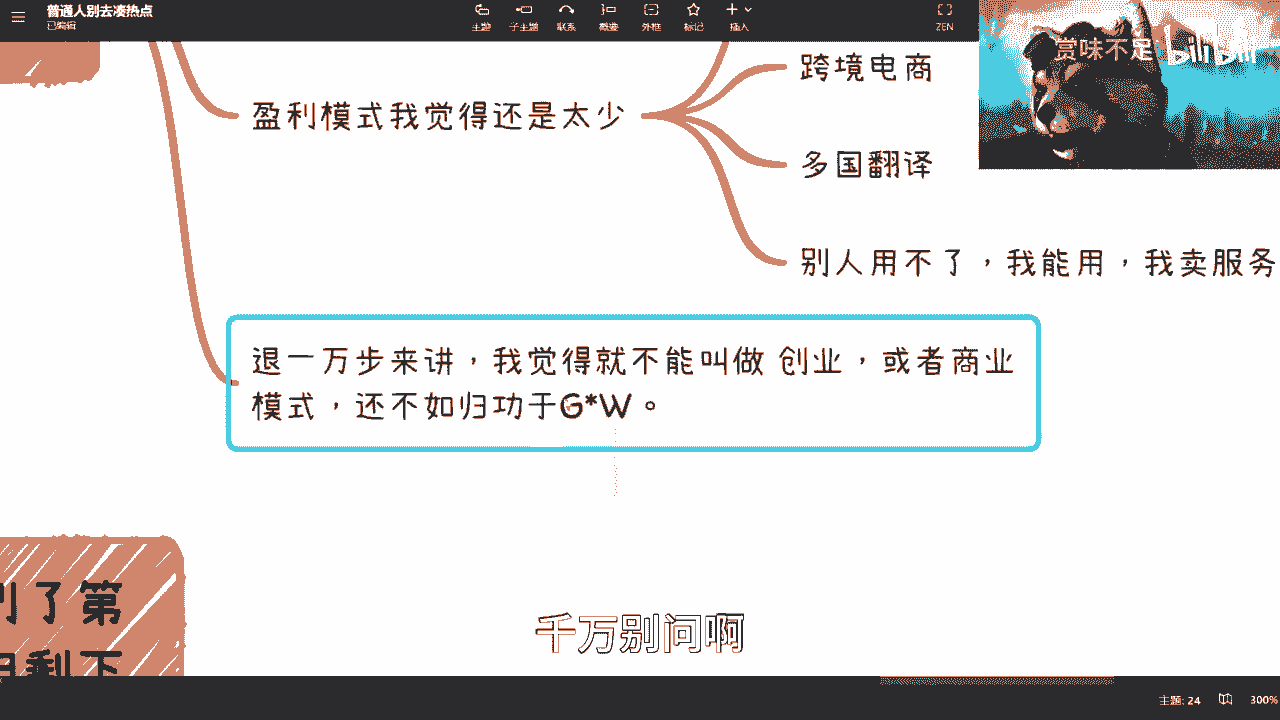 普通人别去凑热点
已编辑
主题 子主题 联系 概要 外框 标记 插入
ZEN
赏味不足 bilibili
跨境电商
盈利模式我觉得还是太少
多国翻译
别人用不了，我能用，我卖服务
退一万步来讲，我觉得就不能叫做 创业，或者商业
模式，还不如归功于G*W。
了第
剩下
千万别问啊
主题: 24
300%